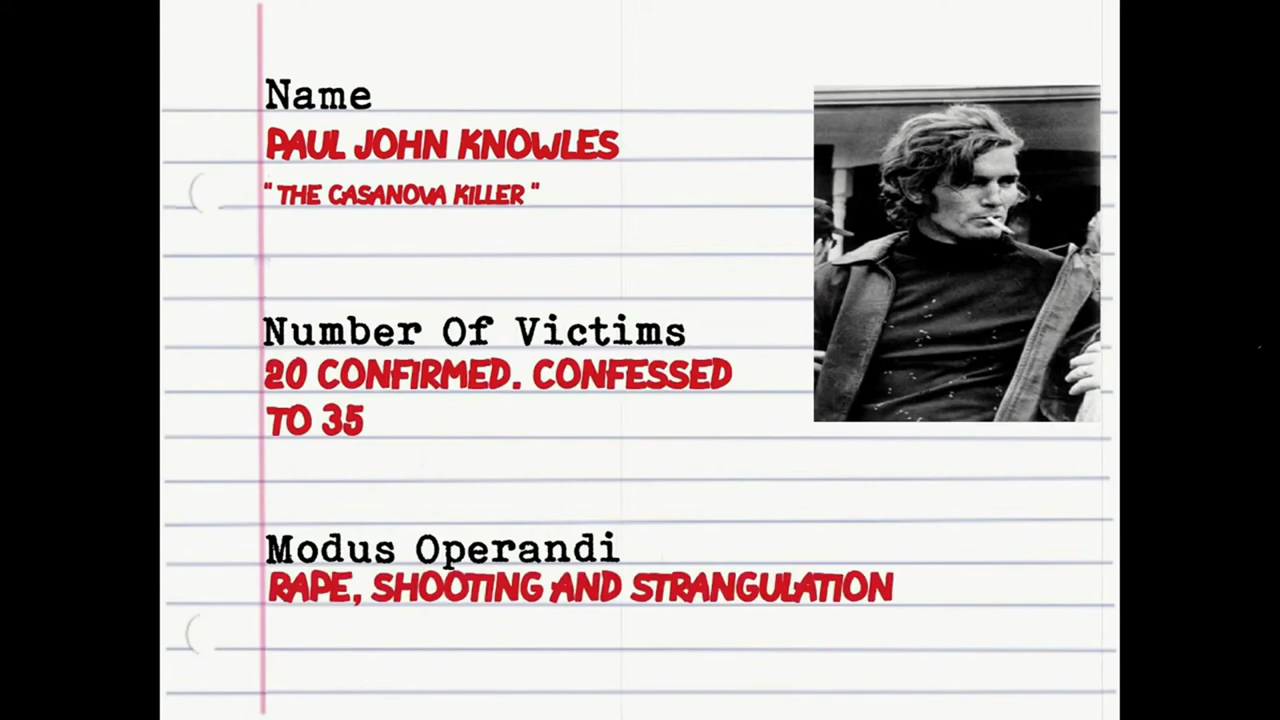 Name
PAUL JOHN KNOWLES
" THE CASANOVA KILLER "
Number Of Victims
20 CONFIRMED. CONFESSED
TO 35
Modus Operandi
RAPE, SHOOTING AND STRANGULATION